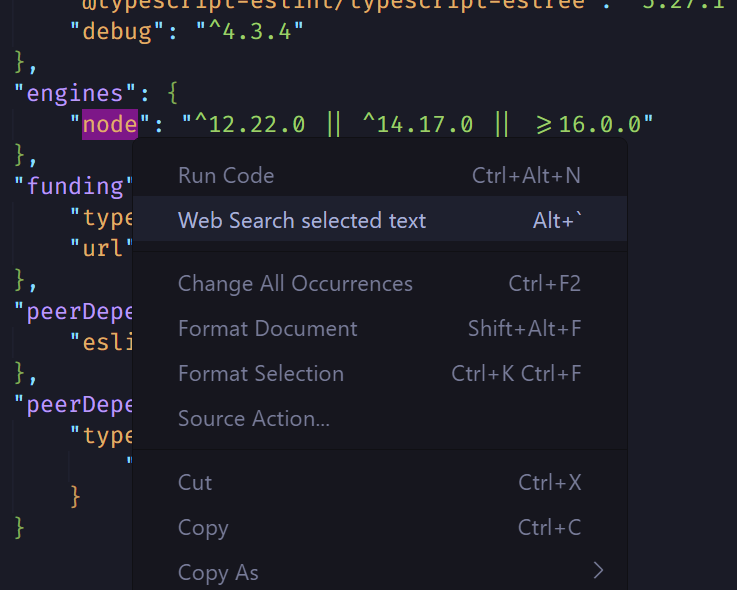 @typescript-eslint/typescript-estree": "5.27.1
"debug": "^4.3.4"
},
"engines": {
"node": "^12.22.0 || ^14.17.0 || >=16.0.0"
},
"funding"
"type
"url"
},
"peerDepe
"esli
},
"peerDepe
"type
"
}
}
Run Code Ctrl+Alt+N
Web Search selected text Alt+`
Change All Occurrences Ctrl+F2
Format Document Shift+Alt+F
Format Selection Ctrl+K Ctrl+F
Source Action...
Cut Ctrl+X
Copy Ctrl+C
Copy As